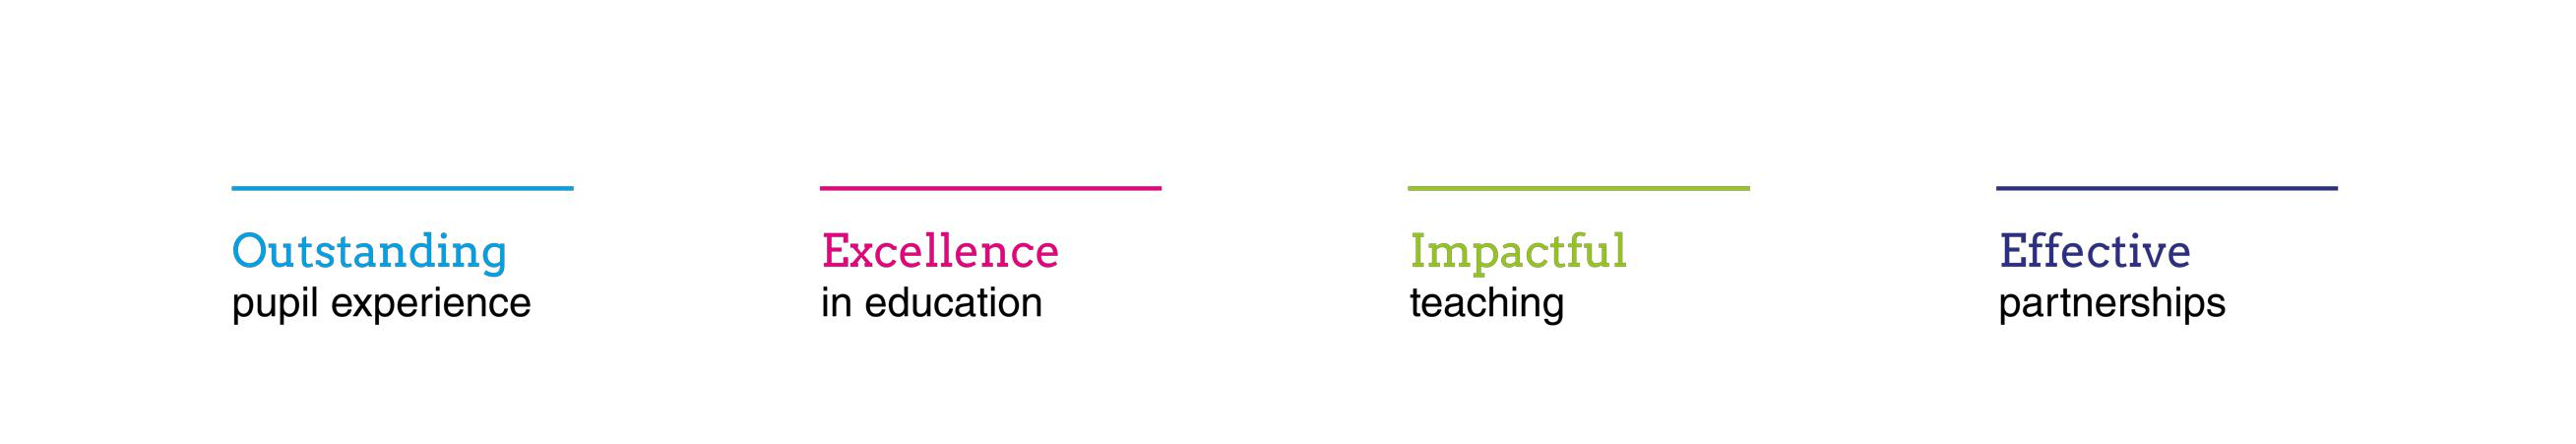 Outstanding
pupil experience
Excellence
in education
Impactful
teaching
Effective
partnerships